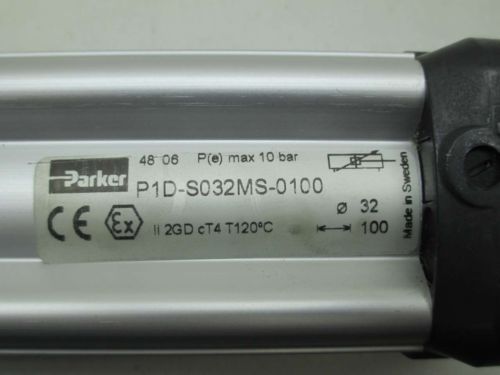 48 06 P(e) max 10 bar
Parker
P1D-S032MS-0100
CE Ex II 2GD cT4 T120°C
Ø 32
100
Made in Sweden